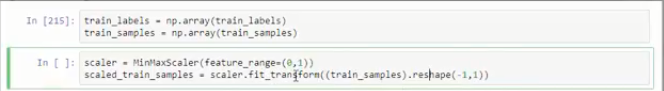 In [215]: train_labels = np.array(train_labels)
train_samples = np.array(train_samples)
In [ ]: scaler = MinMaxScaler(feature_range=(0,1))
scaled_train_samples = scaler.fit_transform((train_samples).reshape(-1,1))